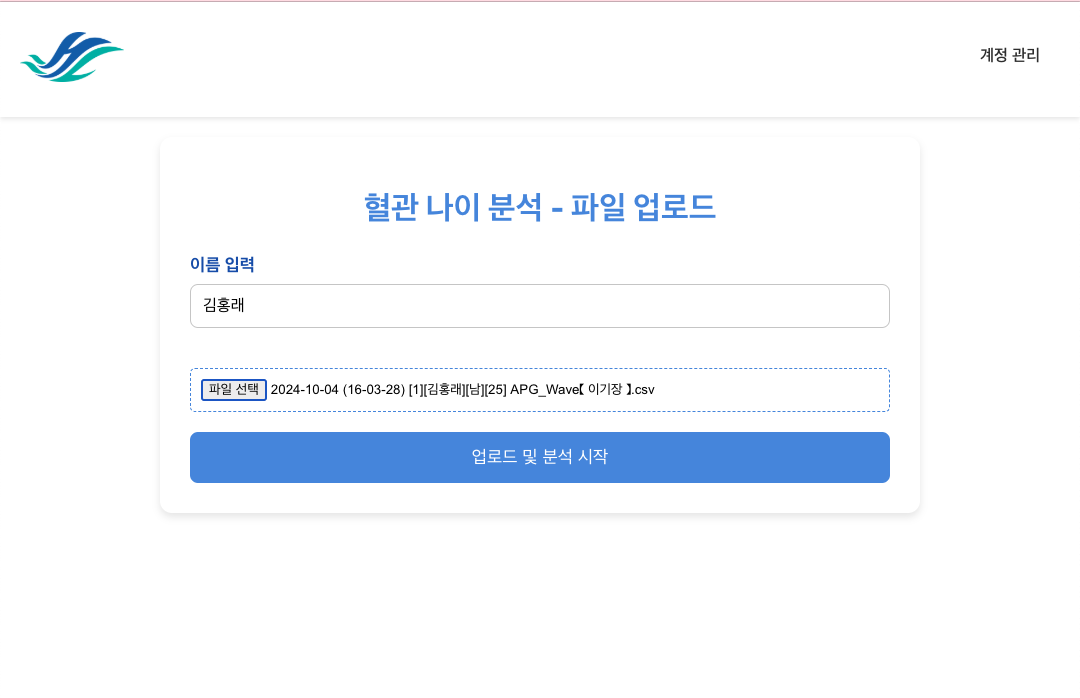 계정 관리
혈관 나이 분석 - 파일 업로드
이름 입력
김홍래
파일 선택 2024-10-04 (16-03-28) [1][김홍래][남][25] APG_Wave【 이기장 】.csv
업로드 및 분석 시작